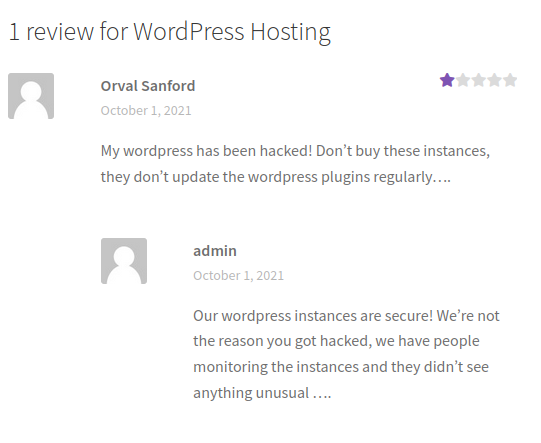 1 review for WordPress Hosting
Orval Sanford
October 1, 2021
My wordpress has been hacked! Don’t buy these instances,
they don’t update the wordpress plugins regularly….
admin
October 1, 2021
Our wordpress instances are secure! We’re not
the reason you got hacked, we have people
monitoring the instances and they didn’t see
anything unusual ….